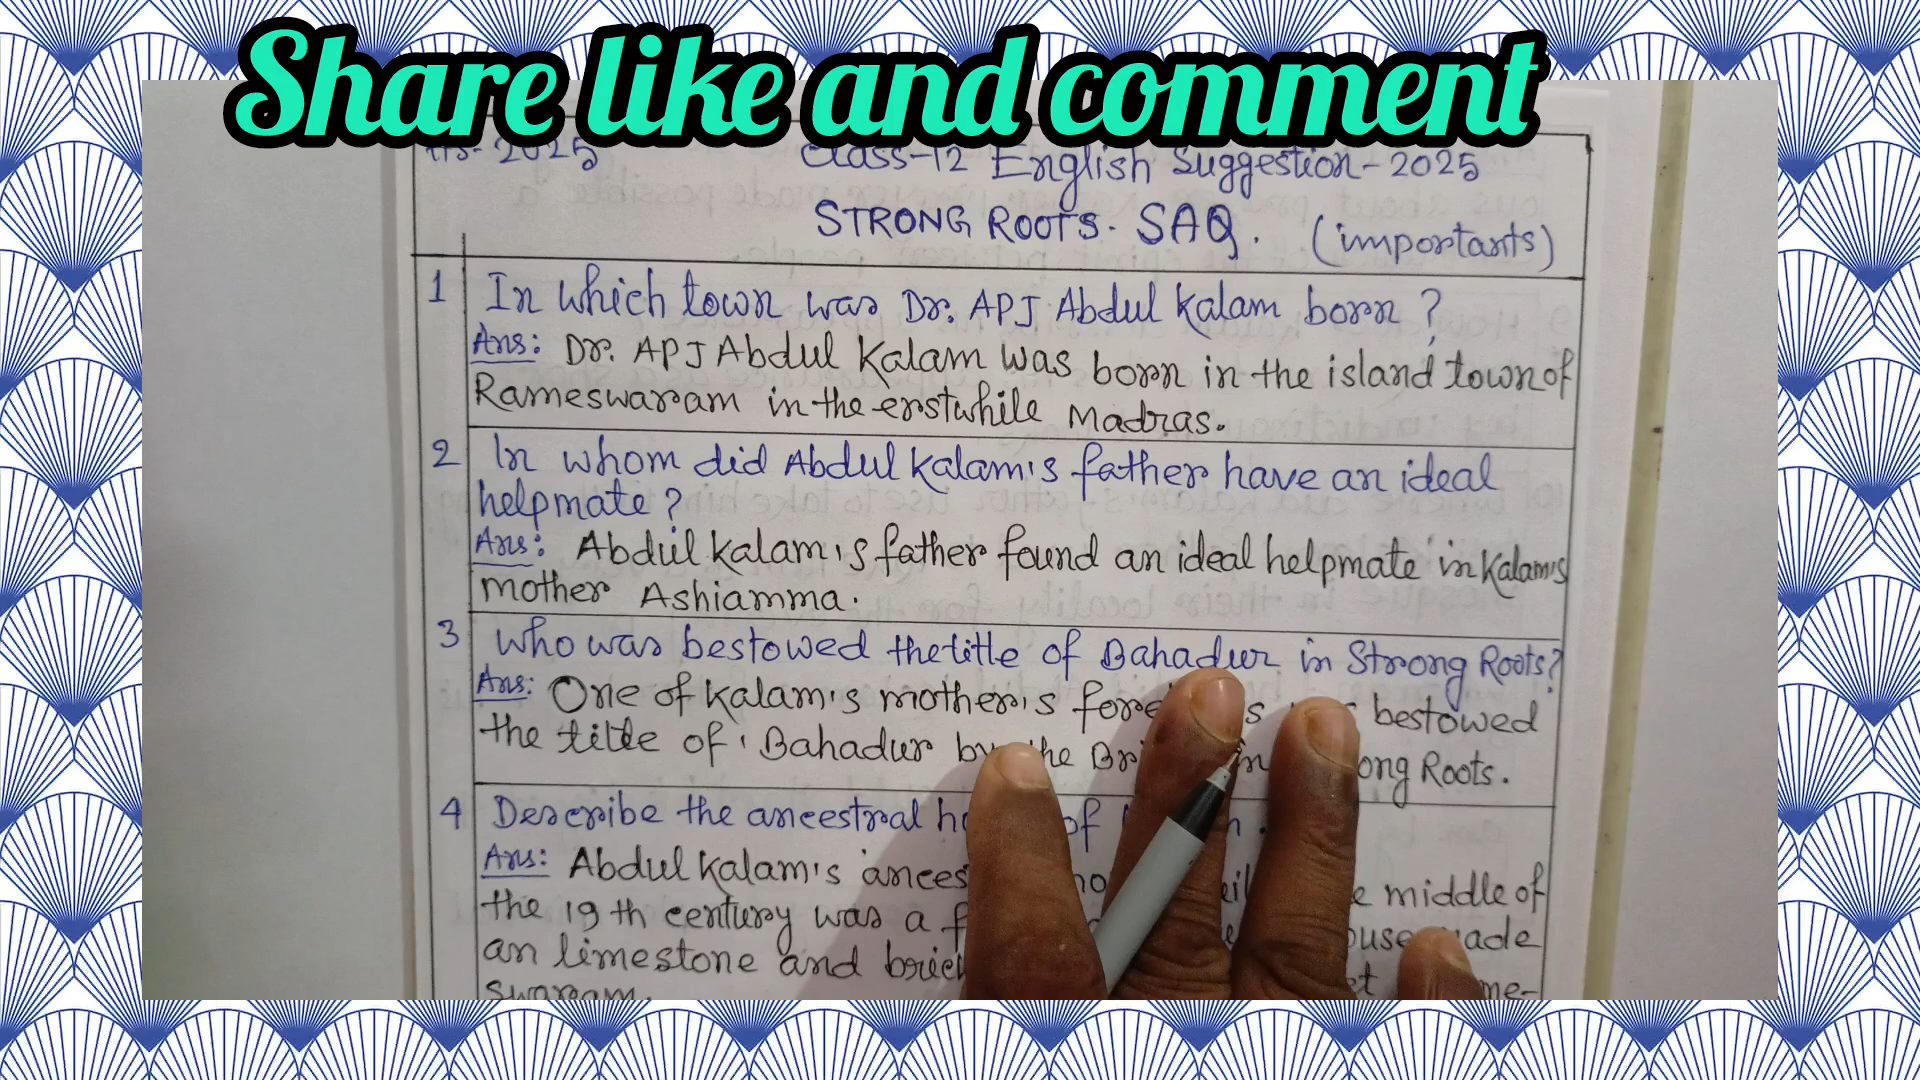 Share like and comment
HS-2025 Class-12 English Suggestion-2025
STRONG ROOTS. SAQ. (importants)
1 In which town was Dr. APJ Abdul Kalam born ?
Ans: Dr. APJ Abdul Kalam was born in the island town of
Rameswaram in the erstwhile Madras.
2 In whom did Abdul Kalam's father have an ideal
helpmate ?
Ans: Abdul Kalam's father found an ideal helpmate in Kalam's
mother Ashiamma.
3 Who was bestowed the title of Bahadur in Strong Roots?
Ans: One of Kalam's mother's bestowed
the title of 'Bahadur by the in Roots.
4 Describe the ancestral of
Ans: Abdul Kalam's middle of
the 19th century was a
an limestone and
swaram.